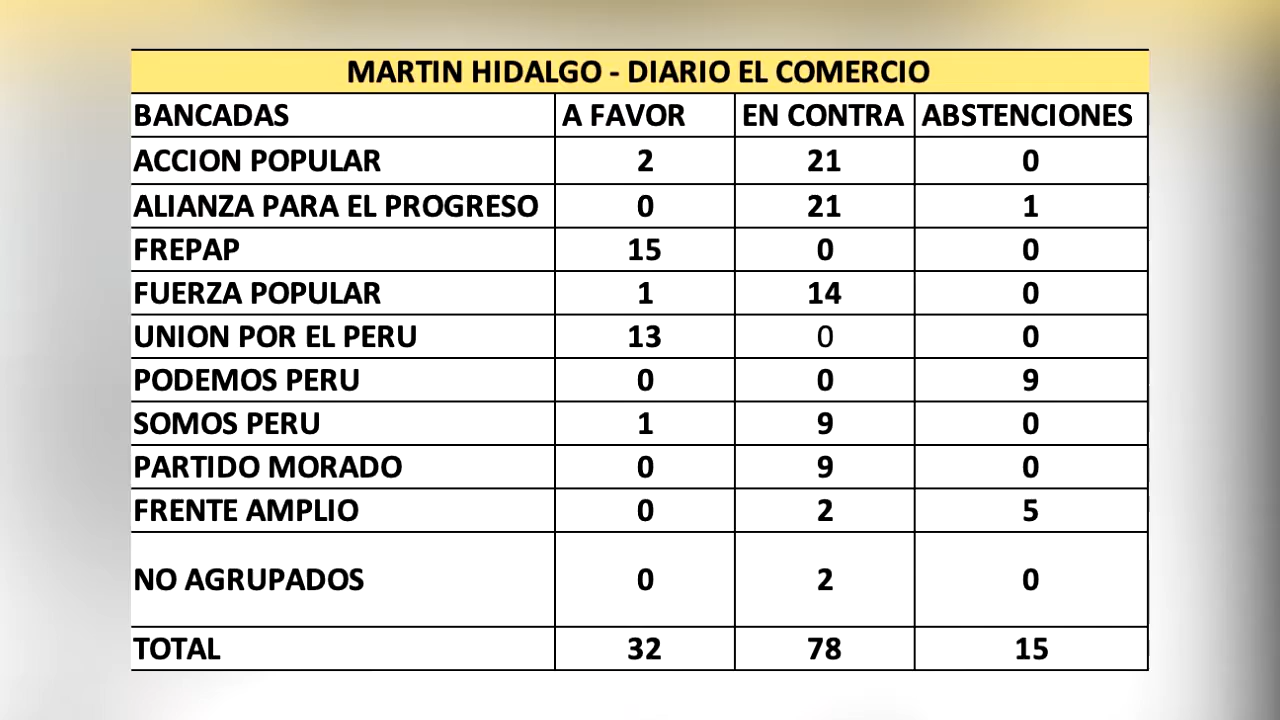 MARTIN HIDALGO - DIARIO EL COMERCIO
BANCADAS A FAVOR EN CONTRA ABSTENCIONES
ACCION POPULAR 2 21 0
ALIANZA PARA EL PROGRESO 0 21 1
FREPAP 15 0 0
FUERZA POPULAR 1 14 0
UNION POR EL PERU 13 0 0
PODEMOS PERU 0 0 9
SOMOS PERU 1 9 0
PARTIDO MORADO 0 9 0
FRENTE AMPLIO 0 2 5
NO AGRUPADOS 0 2 0
TOTAL 32 78 15